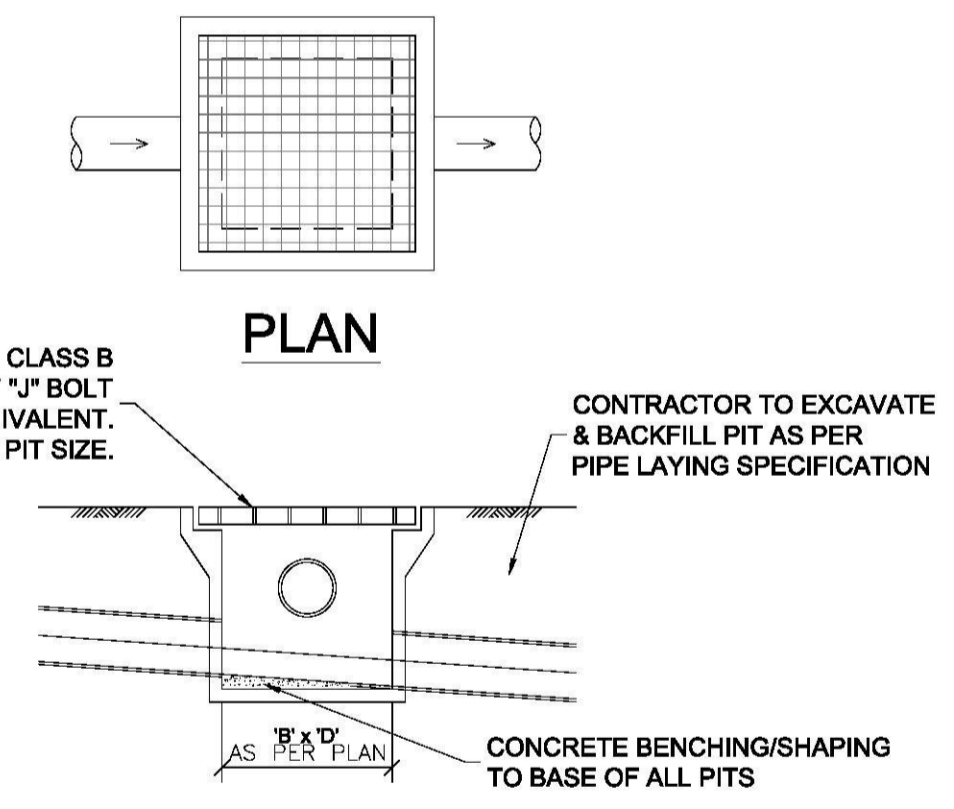 PLAN
CLASS B
"J" BOLT
IVALENT.
PIT SIZE.
CONTRACTOR TO EXCAVATE
& BACKFILL PIT AS PER
PIPE LAYING SPECIFICATION
'B' x 'D'
AS PER PLAN
CONCRETE BENCHING/SHAPING
TO BASE OF ALL PITS